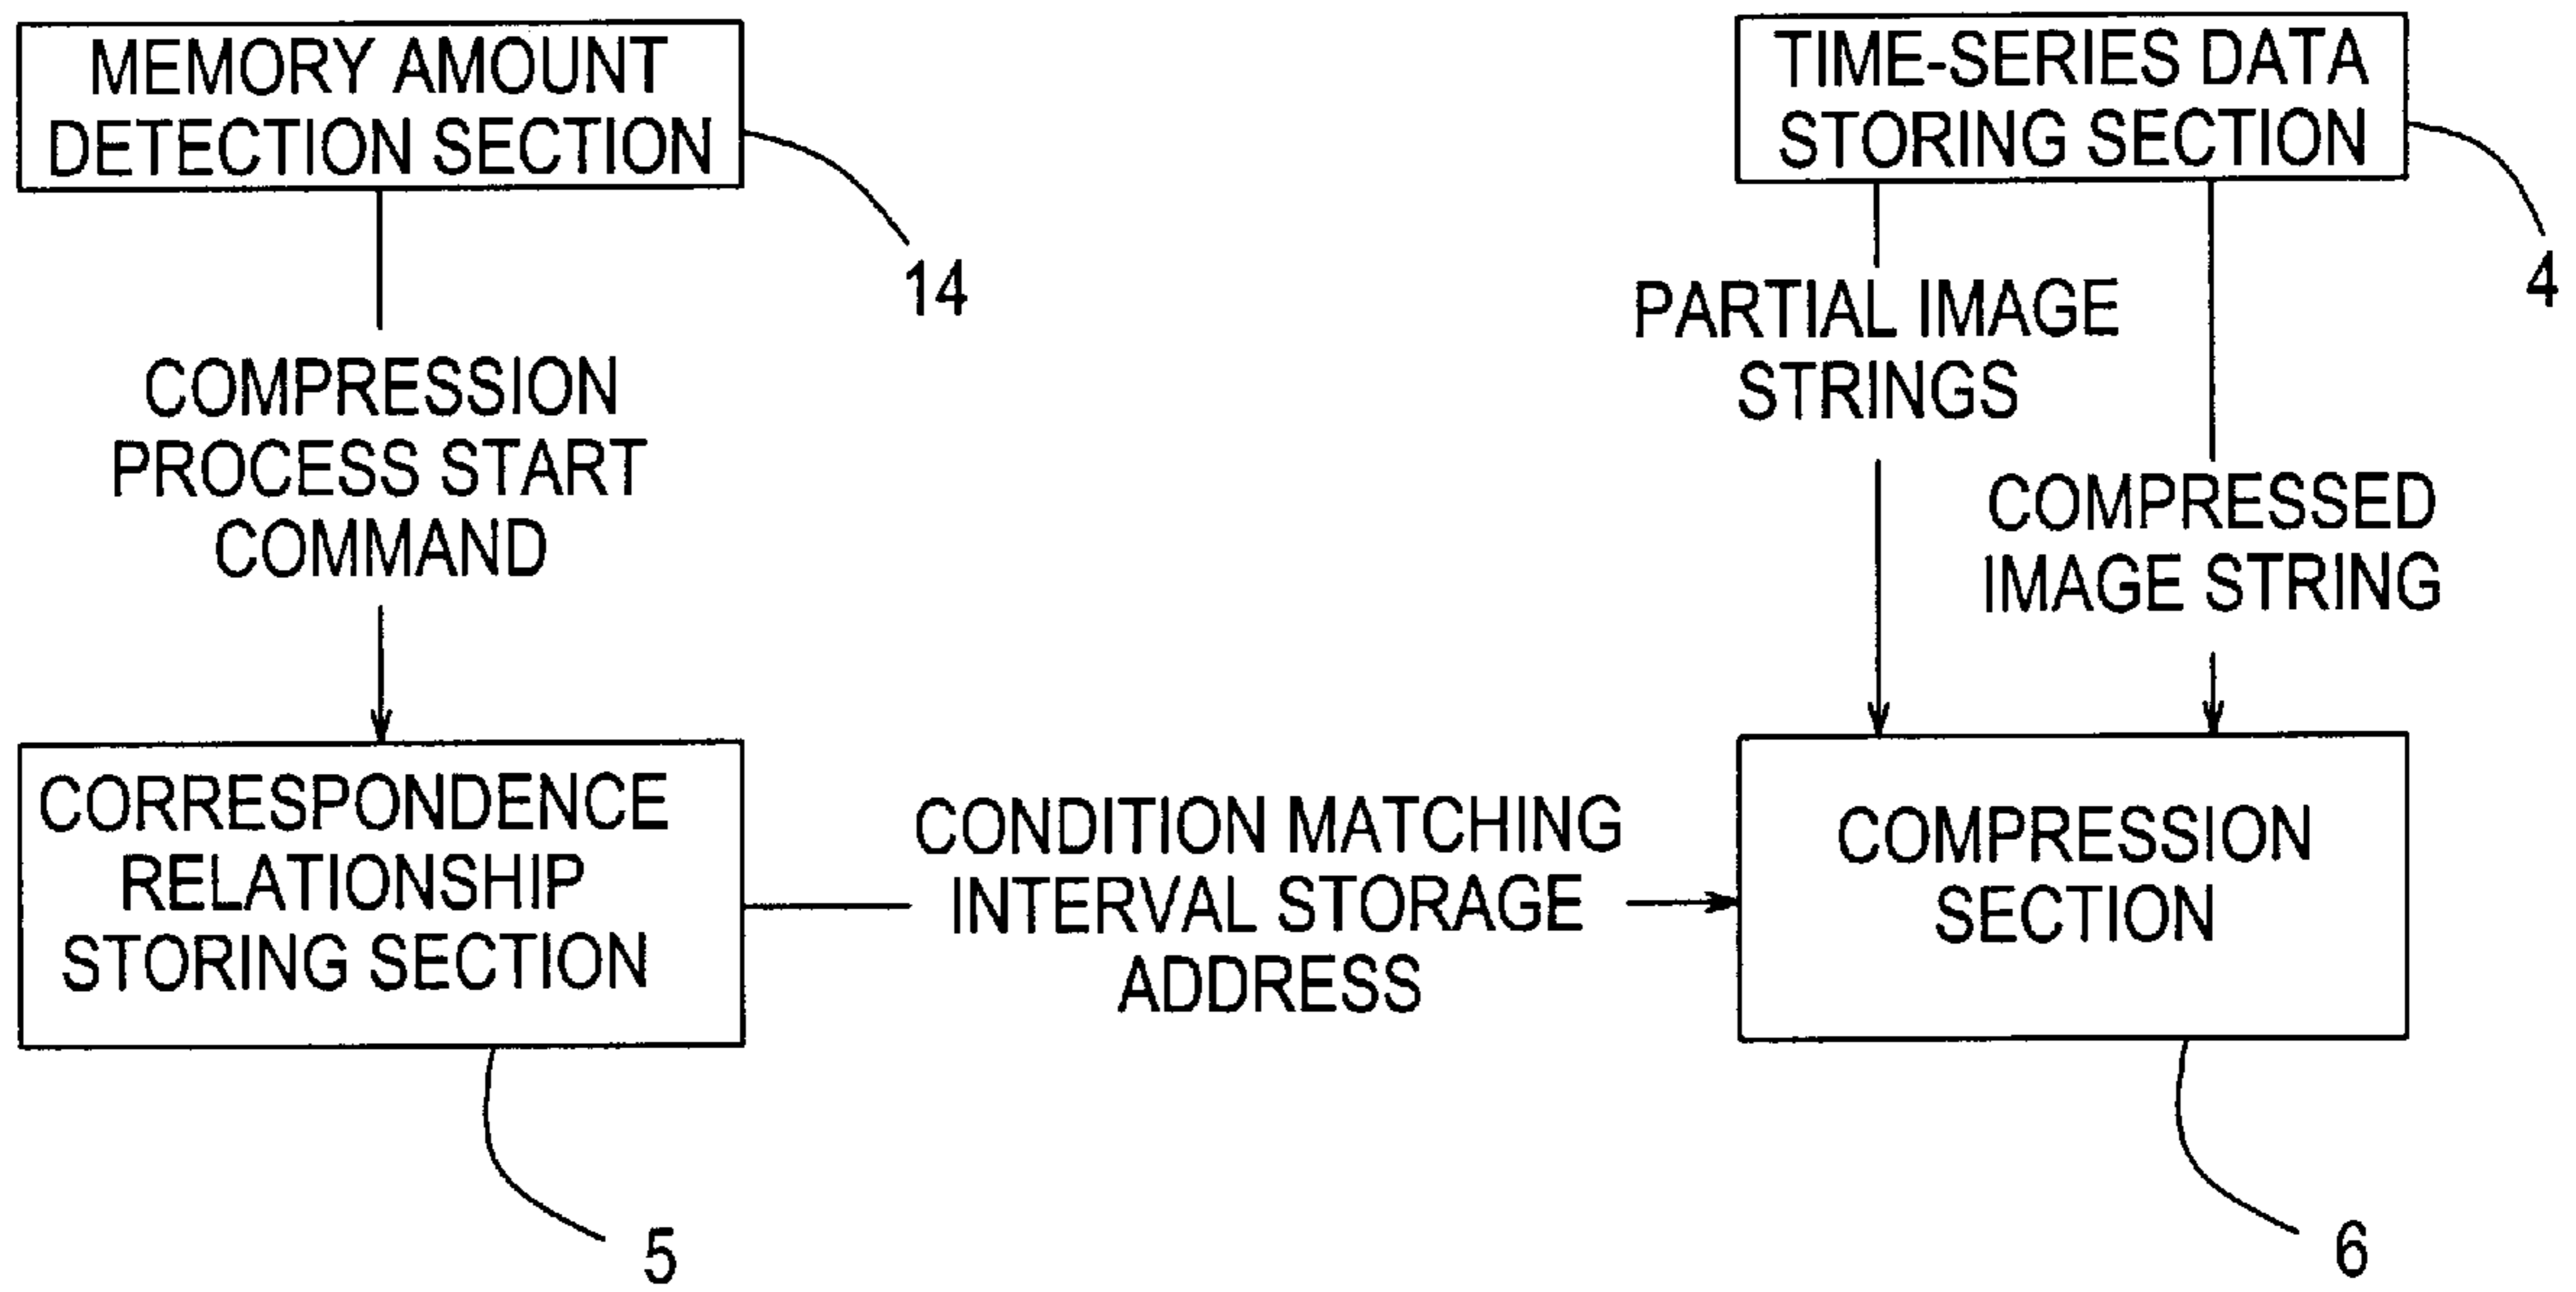 MEMORY AMOUNT
DETECTION SECTION
14
TIME-SERIES DATA
STORING SECTION
4
COMPRESSION
PROCESS START
COMMAND
PARTIAL IMAGE
STRINGS
COMPRESSED
IMAGE STRING
CORRESPONDENCE
RELATIONSHIP
STORING SECTION
5
CONDITION MATCHING
INTERVAL STORAGE
ADDRESS
COMPRESSION
SECTION
6